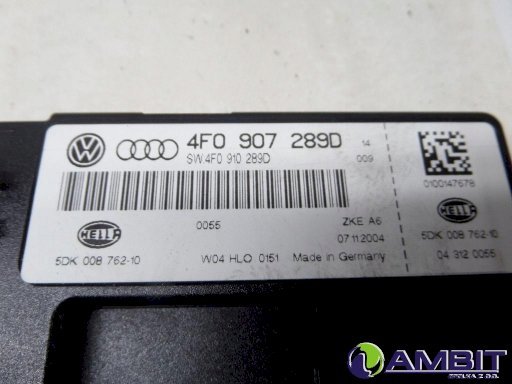 4F0 907 289D
SW.4F0 910 289D
14
009
0100147678
0055
ZKE A6
07.11.2004
HELLA
HELLA
5DK 008 762-10
W04 HLO 0151 Made in Germany
5DK 008 762-10
04 312 0055
AMBIT
SPÓŁKA Z O.O.